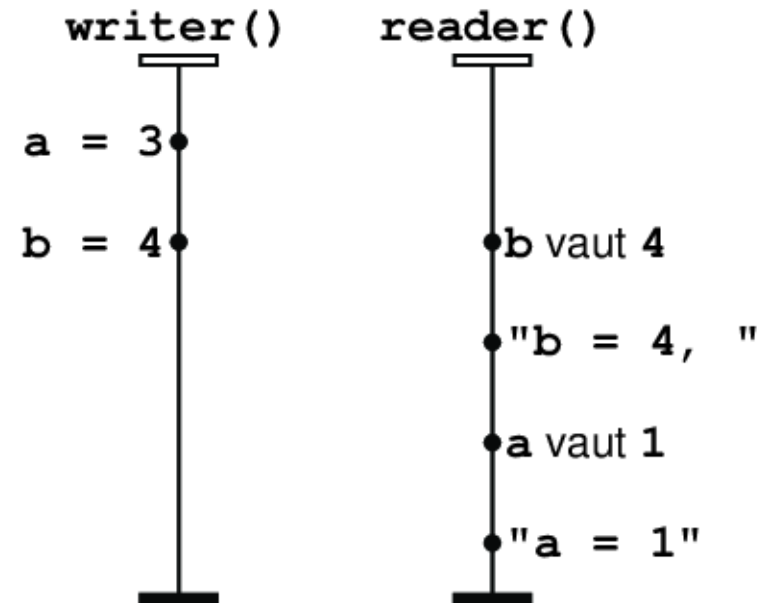 writer() reader()
a = 3
b = 4 b vaut 4
"b = 4, "
a vaut 1
"a = 1"